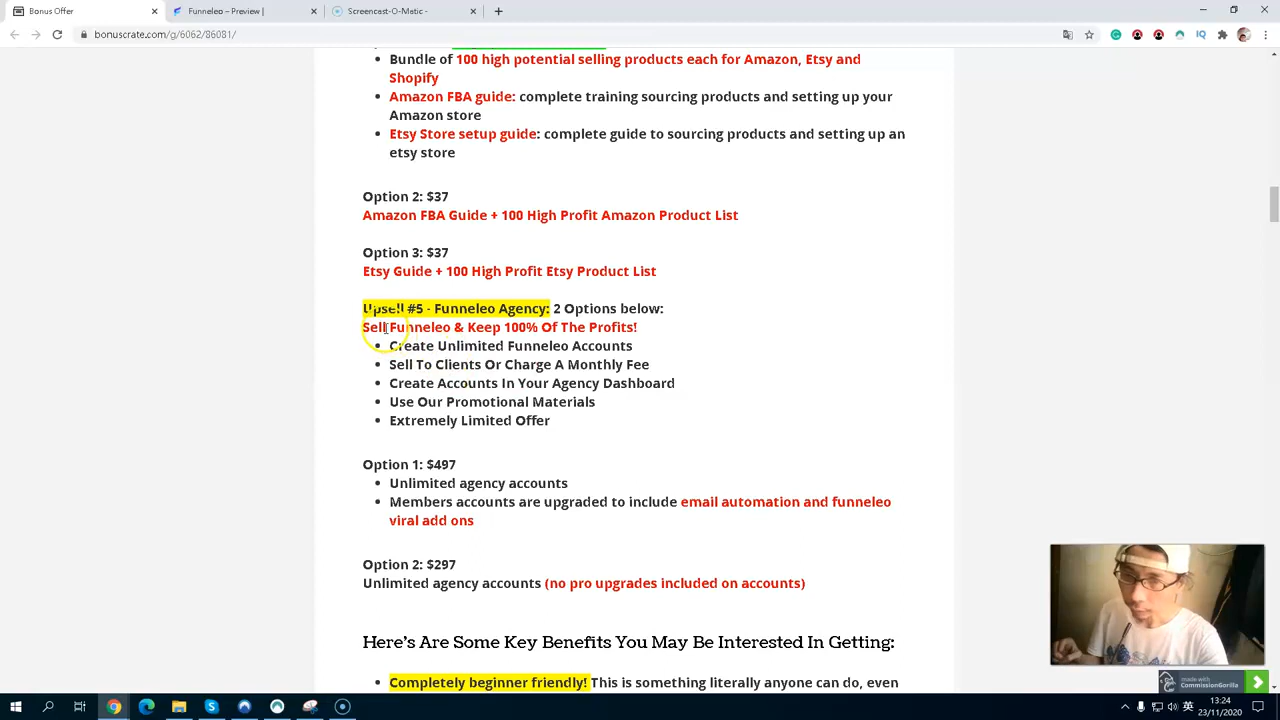 Bonus Offer
Funneleo – Preview |
Screencast-O-Matic -
bonuscrate.com/g/6062/86081/
Bundle of 100 high potential selling products each for Amazon, Etsy and
Shopify
Amazon FBA guide: complete training sourcing products and setting up your
Amazon store
Etsy Store setup guide: complete guide to sourcing products and setting up an
etsy store
Option 2: $37
Amazon FBA Guide + 100 High Profit Amazon Product List
Option 3: $37
Etsy Guide + 100 High Profit Etsy Product List
Upsell #5 - Funneleo Agency: 2 Options below:
Sell Funneleo & Keep 100% Of The Profits!
Create Unlimited Funneleo Accounts
Sell To Clients Or Charge A Monthly Fee
Create Accounts In Your Agency Dashboard
Use Our Promotional Materials
Extremely Limited Offer
Option 1: $497
Unlimited agency accounts
Members accounts are upgraded to include email automation and funneleo
viral add ons
Option 2: $297
Unlimited agency accounts (no pro upgrades included on accounts)
Here's Are Some Key Benefits You May Be Interested In Getting:
Completely beginner friendly! This is something literally anyone can do, even
made with
CommissionGorilla
英
13:24
23/11/2020